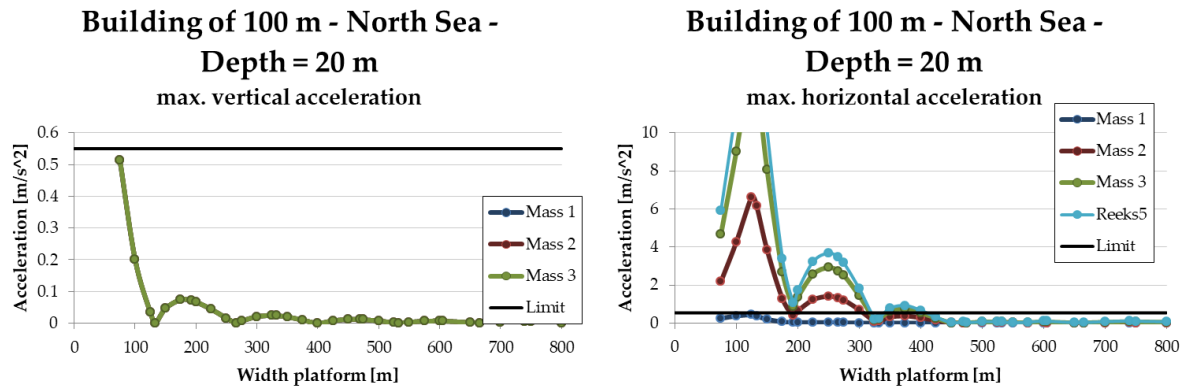 Building of 100 m - North Sea -
Depth = 20 m
max. vertical acceleration
Acceleration [m/s^2]
0.6
0.5
0.4
0.3
0.2
0.1
0
0 100 200 300 400 500 600 700 800
Width platform [m]
Mass 1
Mass 2
Mass 3
Limit
Building of 100 m - North Sea -
Depth = 20 m
max. horizontal acceleration
Acceleration [m/s^2]
10
8
6
4
2
0
0 100 200 300 400 500 600 700 800
Width platform [m]
Mass 1
Mass 2
Mass 3
Reeks5
Limit